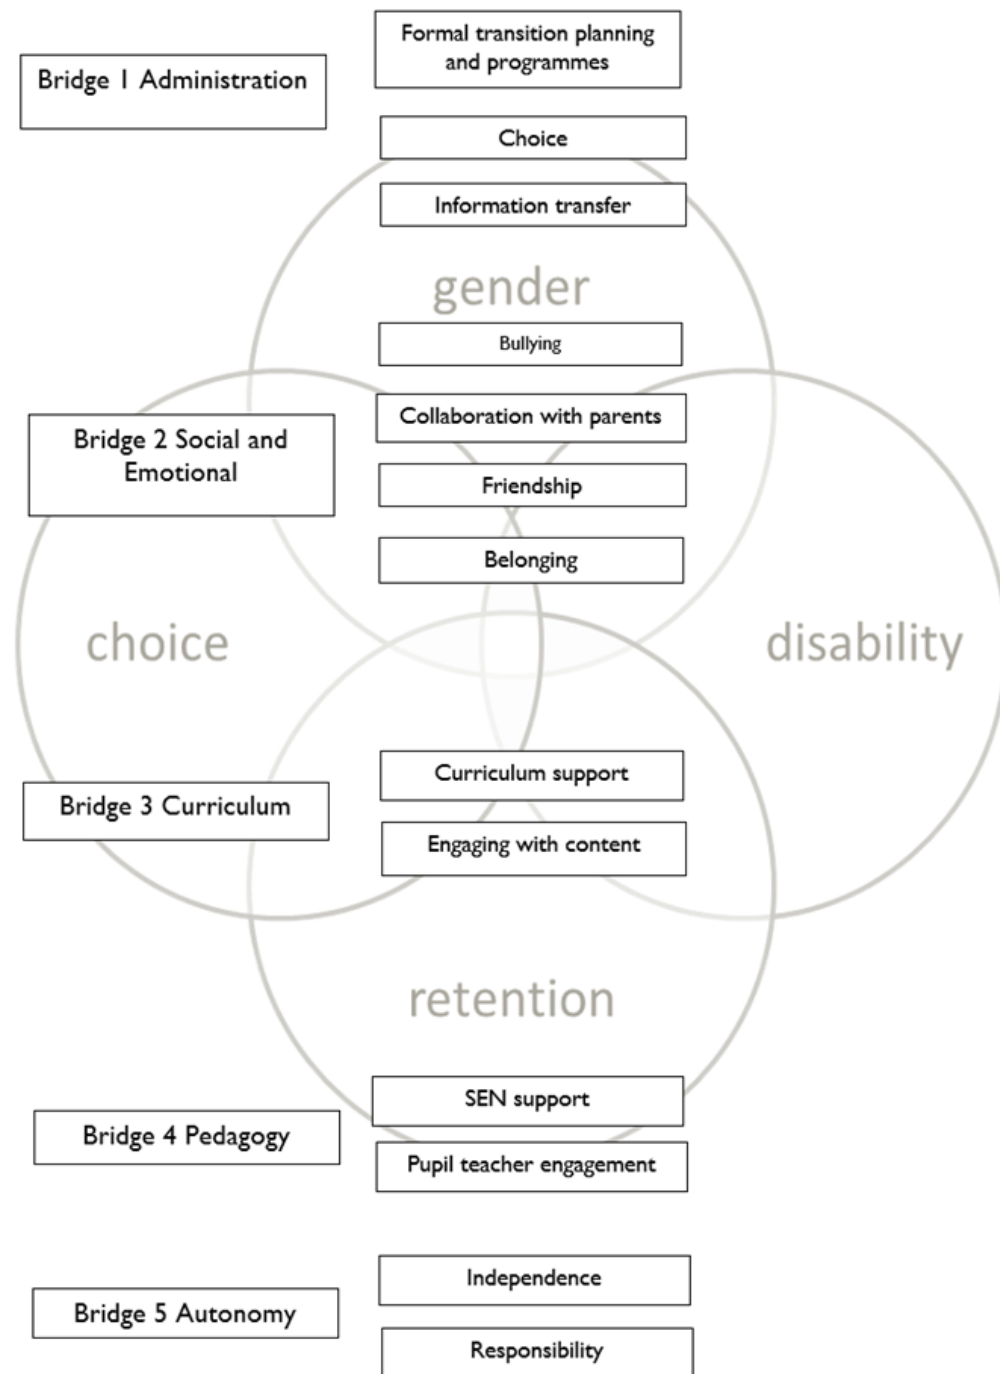 Formal transition planning
and programmes
Bridge 1 Administration
Choice
Information transfer
gender
Bullying
Collaboration with parents
Bridge 2 Social and
Emotional
Friendship
Belonging
choice
disability
Curriculum support
Bridge 3 Curriculum
Engaging with content
retention
SEN support
Bridge 4 Pedagogy
Pupil teacher engagement
Independence
Bridge 5 Autonomy
Responsibility